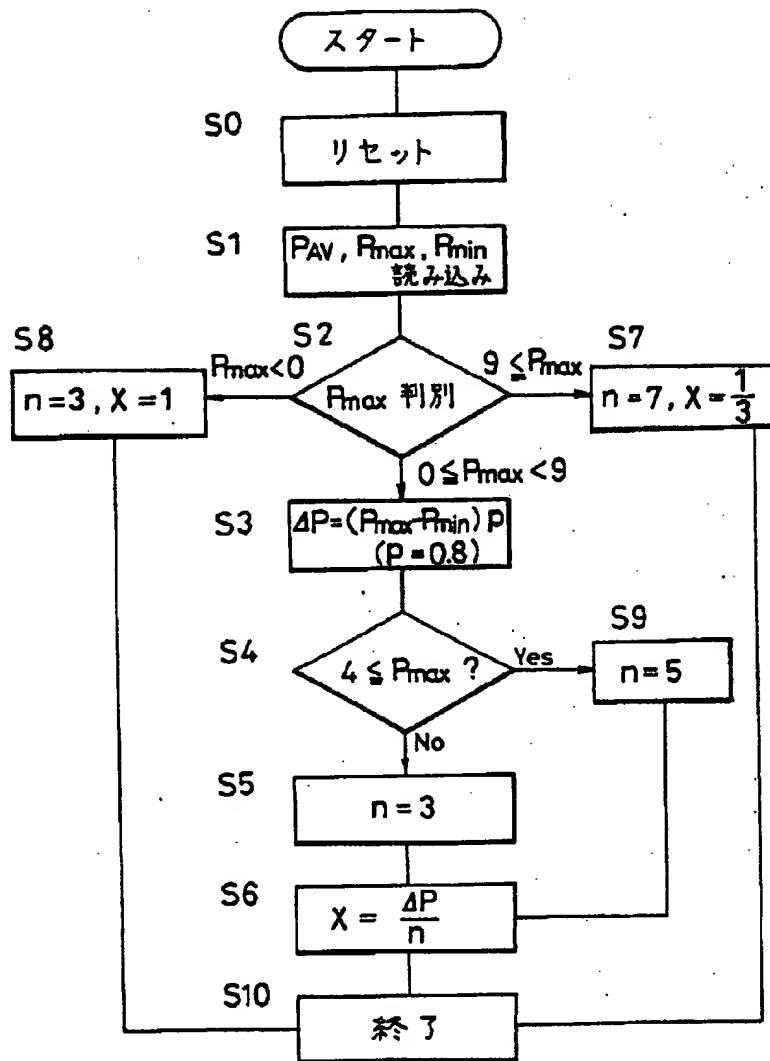 スタート
S0
リセット
S1
PAV, Pmax, Pmin
読み込み
S2
Pmax 判別
S8
Pmax<0
n=3, X=1
S7
9≦Pmax
n=7, X=1/3
0≦Pmax<9
S3
ΔP=(Pmax-Pmin)p
(p=0.8)
S4
4≦Pmax ?
Yes
S9
n=5
No
S5
n=3
S6
X = ΔP/n
S10
終了